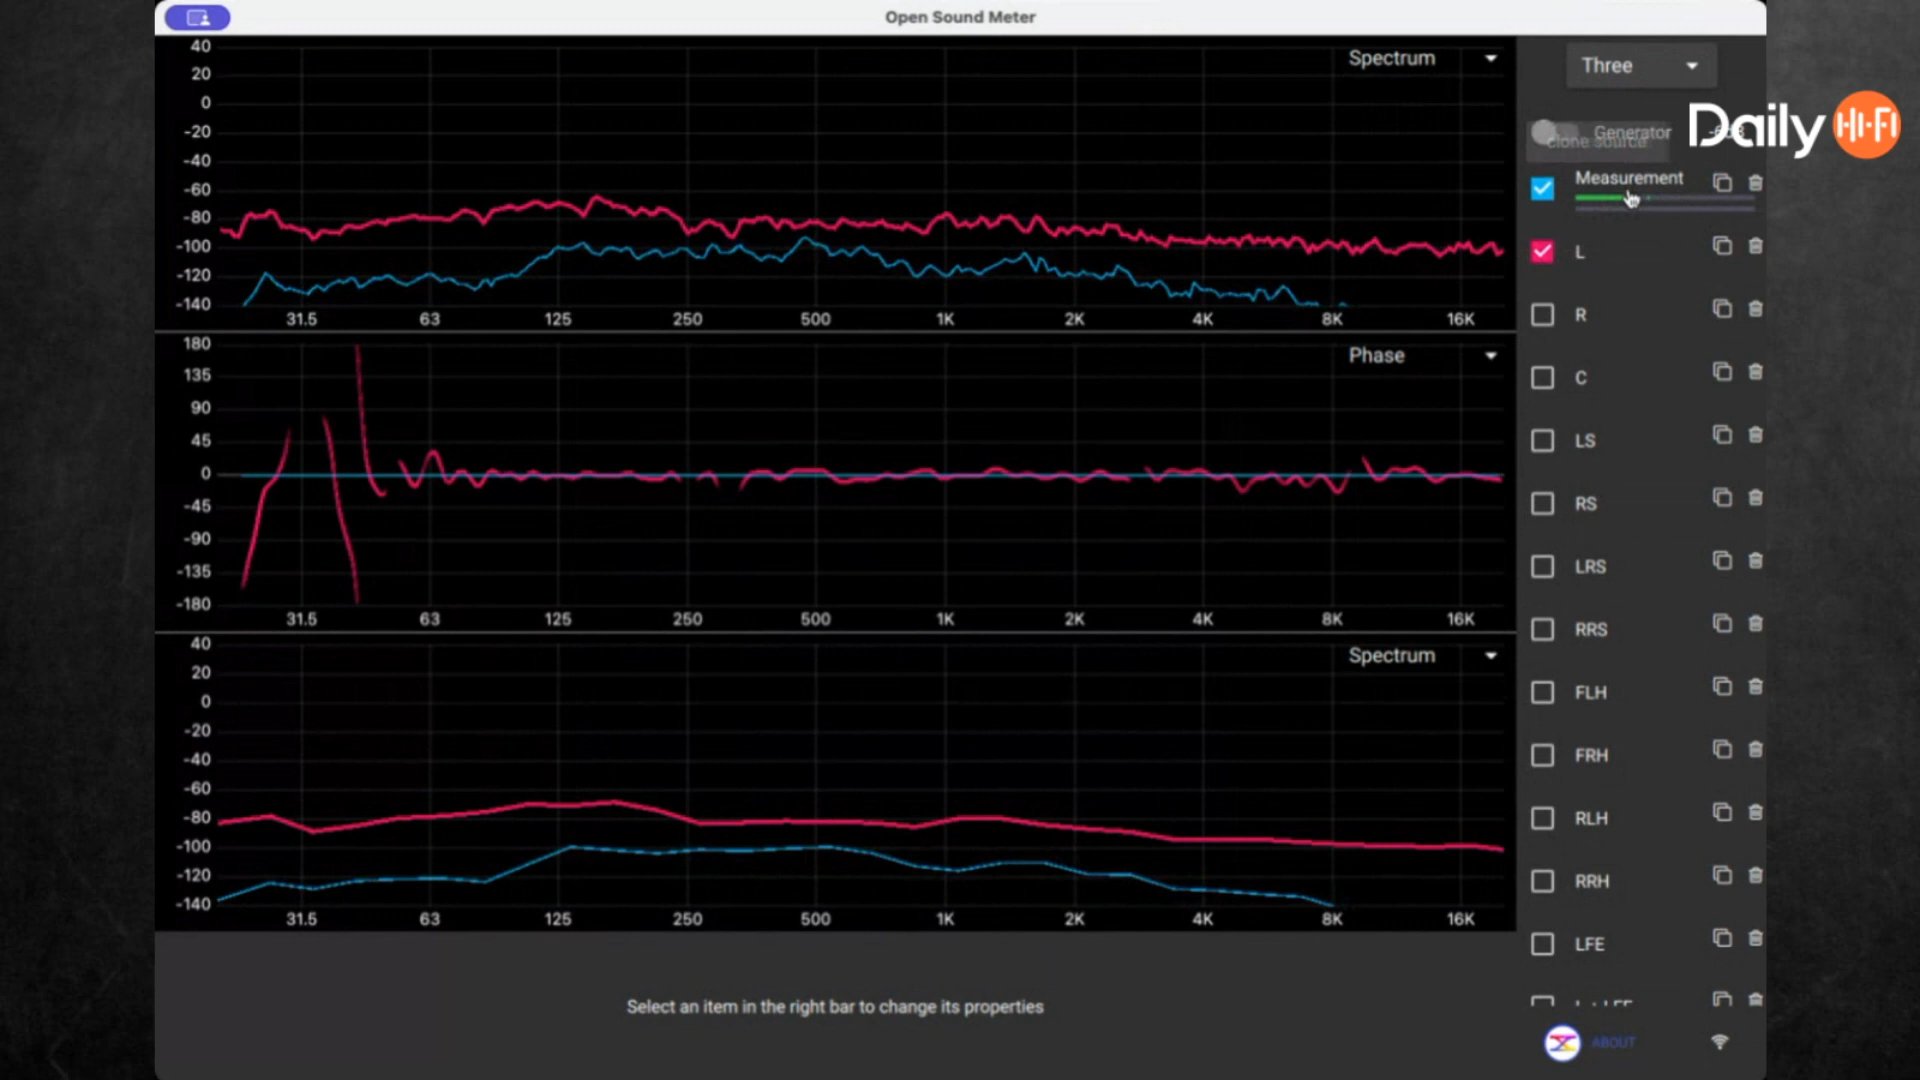 Open Sound Meter
Spectrum
40
20
0
-20
-40
-60
-80
-100
-120
-140
31.5 63 125 250 500 1K 2K 4K 8K 16K
Phase
180
135
90
45
0
-45
-90
-135
-180
31.5 63 125 250 500 1K 2K 4K 8K 16K
Spectrum
40
20
0
-20
-40
-60
-80
-100
-120
-140
31.5 63 125 250 500 1K 2K 4K 8K 16K
Select an item in the right bar to change its properties
Three
Daily HI-FI
Generator
Clone Source
Measurement
L
R
C
LS
RS
LRS
RRS
FLH
FRH
RLH
RRH
LFE
ABOUT